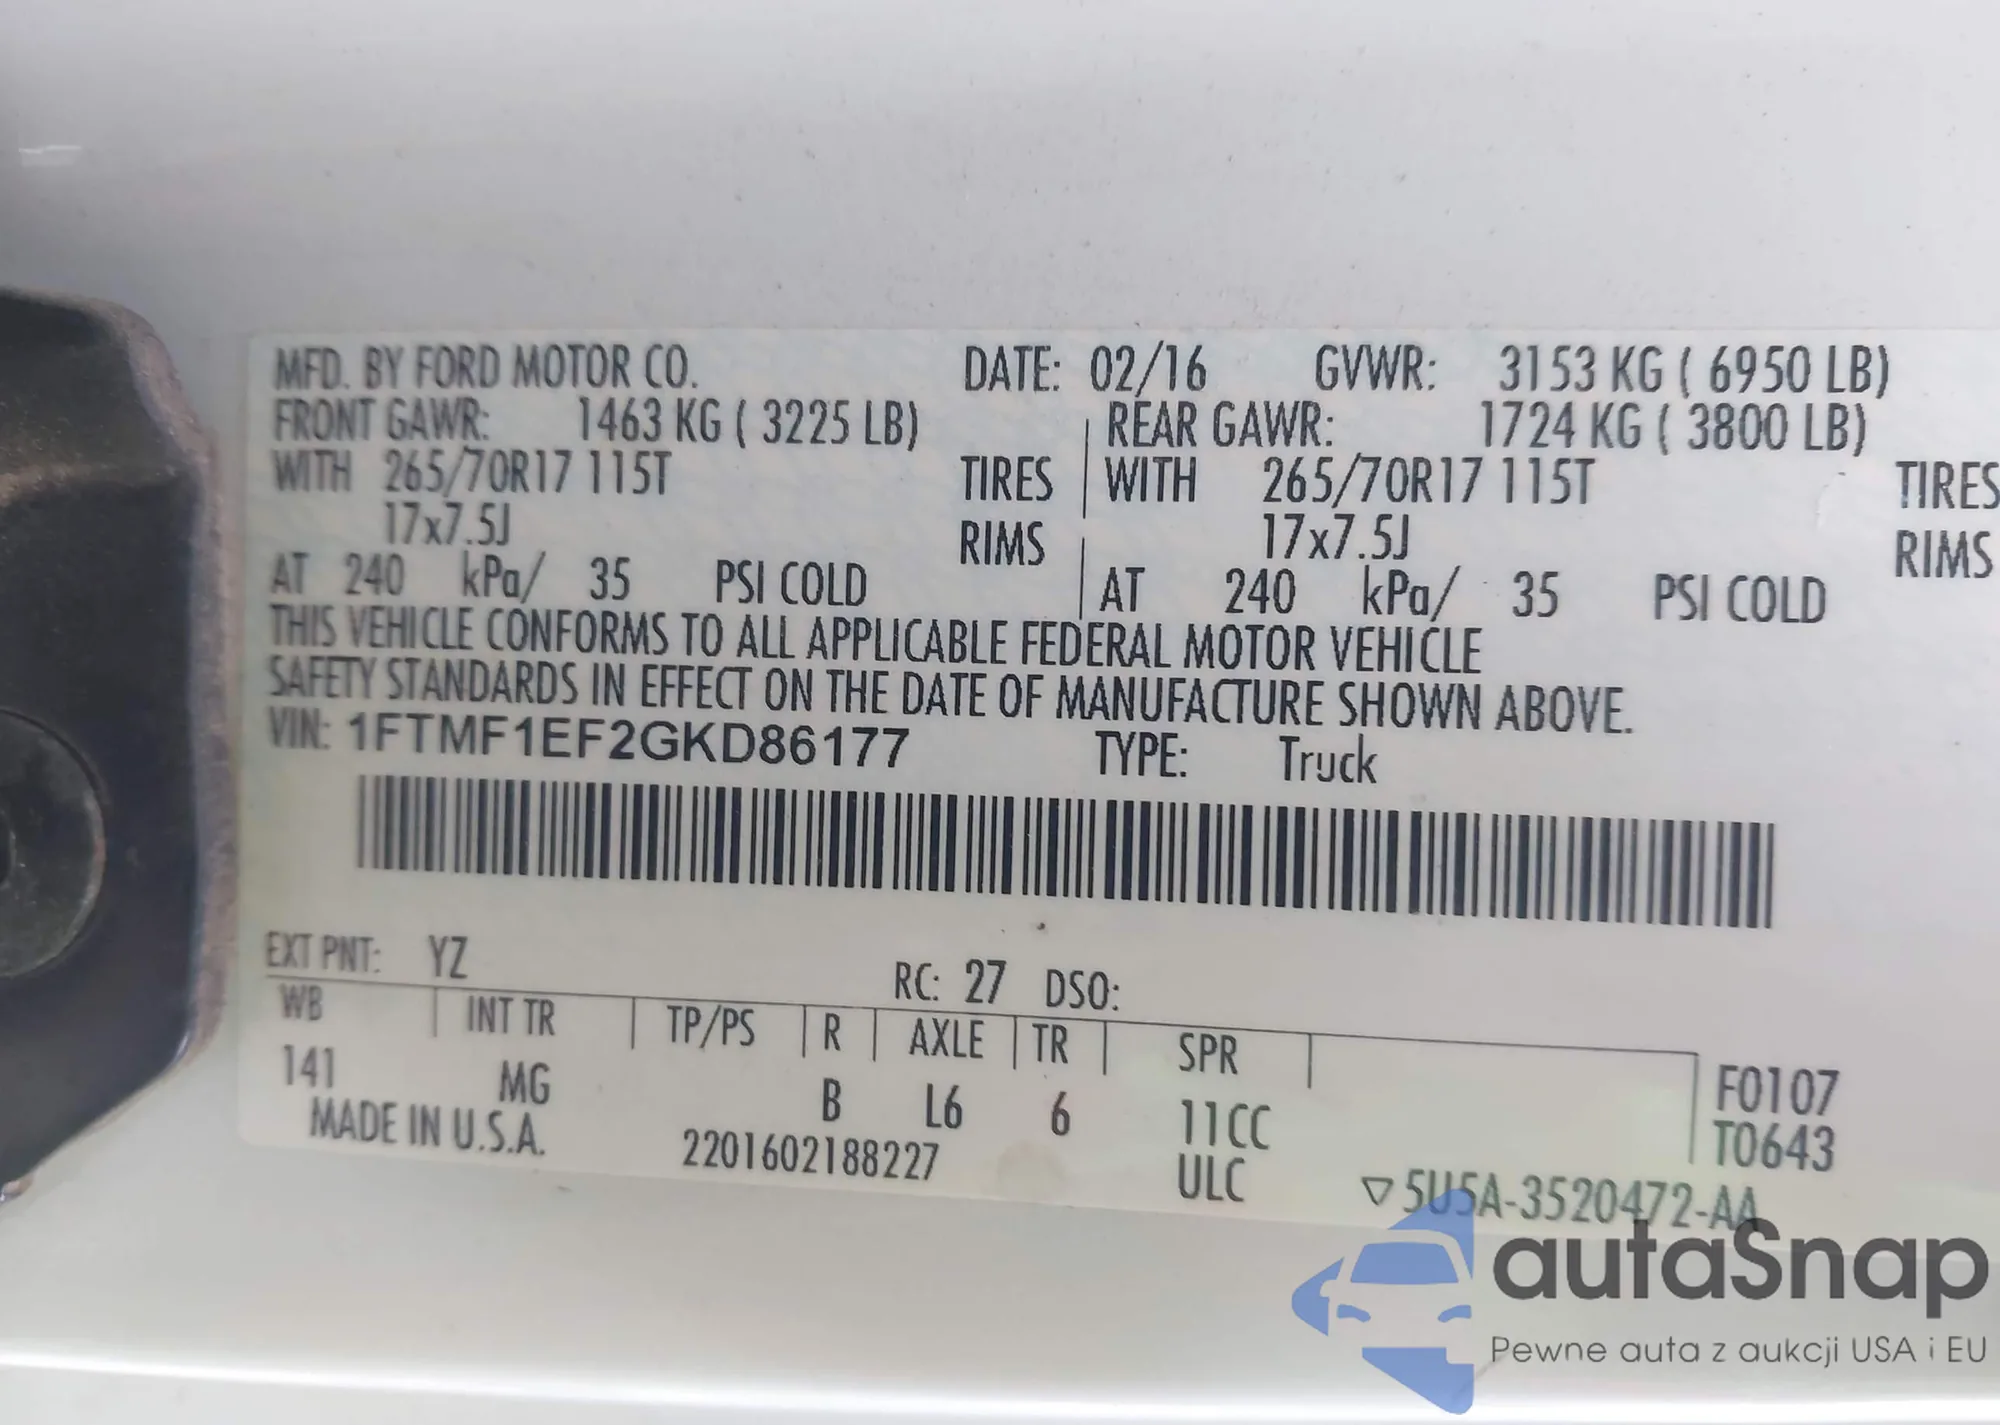 MFD. BY FORD MOTOR CO. DATE: 02/16 GVWR: 3153 KG ( 6950 LB)
FRONT GAWR: 1463 KG ( 3225 LB) REAR GAWR: 1724 KG ( 3800 LB)
WITH 265/70R17 115T TIRES WITH 265/70R17 115T TIRES
17x7.5J RIMS 17x7.5J RIMS
AT 240 kPa/ 35 PSI COLD AT 240 kPa/ 35 PSI COLD
THIS VEHICLE CONFORMS TO ALL APPLICABLE FEDERAL MOTOR VEHICLE
SAFETY STANDARDS IN EFFECT ON THE DATE OF MANUFACTURE SHOWN ABOVE.
VIN: 1FTMF1EF2GKD86177 TYPE: Truck
EXT PNT: YZ RC: 27 DSO:
WB INT TR TP/PS R AXLE TR SPR
141 MG B L6 6 11CC F0107
MADE IN U.S.A. 2201602188227 ULC T0643
▽5U5A-3520472-AA
autaSnap
Pewne auta z aukcji USA i EU